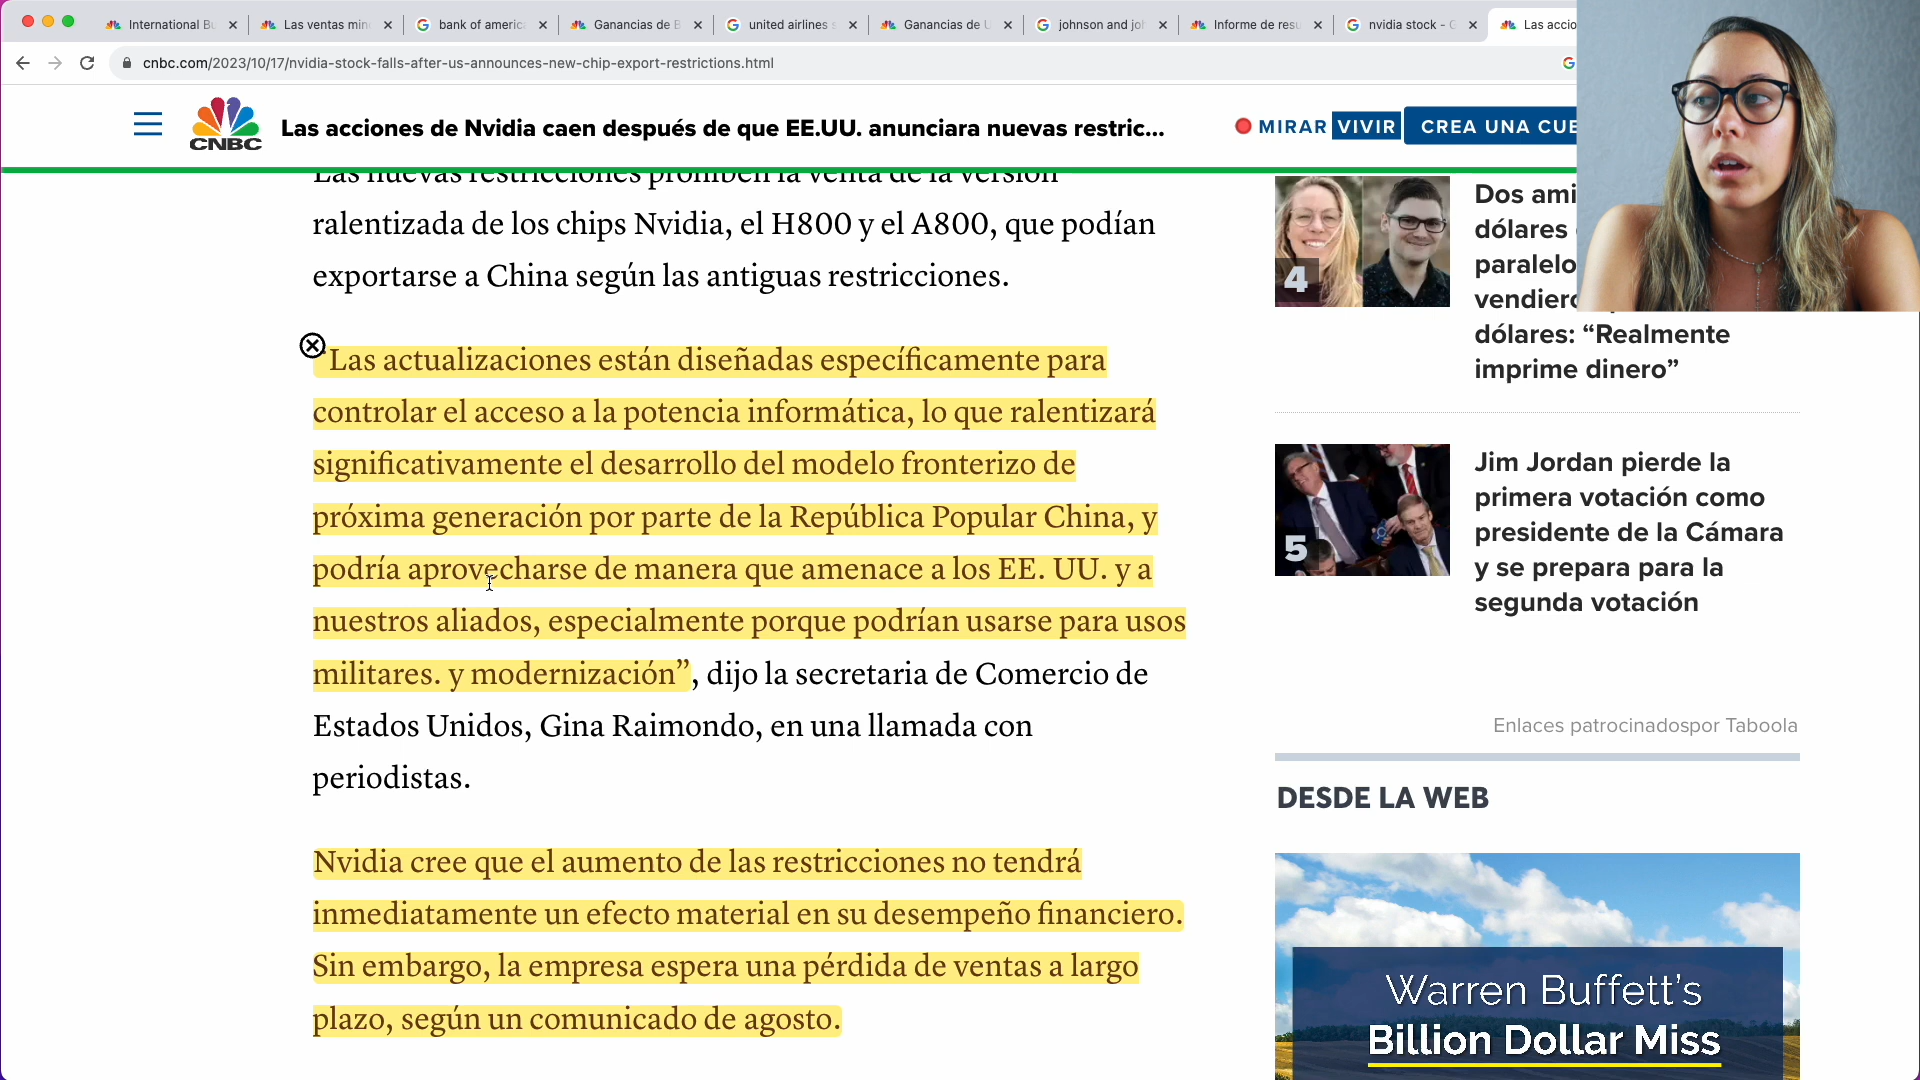 International Bu
Las ventas mino
bank of america
Ganancias de B
united airlines s
Ganancias de U
johnson and joh
Informe de resu
nvidia stock - G
Las accio
cnbc.com/2023/10/17/nvidia-stock-falls-after-us-announces-new-chip-export-restrictions.html
CNBC
Las acciones de Nvidia caen después de que EE.UU. anunciara nuevas restric...
MIRAR VIVIR
CREA UNA CUE
Las nuevas restricciones prohíben la venta de la versión
ralentizada de los chips Nvidia, el H800 y el A800, que podían
exportarse a China según las antiguas restricciones.
“Las actualizaciones están diseñadas específicamente para
controlar el acceso a la potencia informática, lo que ralentizará
significativamente el desarrollo del modelo fronterizo de
próxima generación por parte de la República Popular China, y
podría aprovecharse de manera que amenace a los EE. UU. y a
nuestros aliados, especialmente porque podrían usarse para usos
militares. y modernización”, dijo la secretaria de Comercio de
Estados Unidos, Gina Raimondo, en una llamada con
periodistas.
Nvidia cree que el aumento de las restricciones no tendrá
inmediatamente un efecto material en su desempeño financiero.
Sin embargo, la empresa espera una pérdida de ventas a largo
plazo, según un comunicado de agosto.
4
Dos ami
dólares
paralelo
vendiero
dólares: “Realmente
imprime dinero”
5
Jim Jordan pierde la
primera votación como
presidente de la Cámara
y se prepara para la
segunda votación
Enlaces patrocinadospor Taboola
DESDE LA WEB
Warren Buffett’s
Billion Dollar Miss